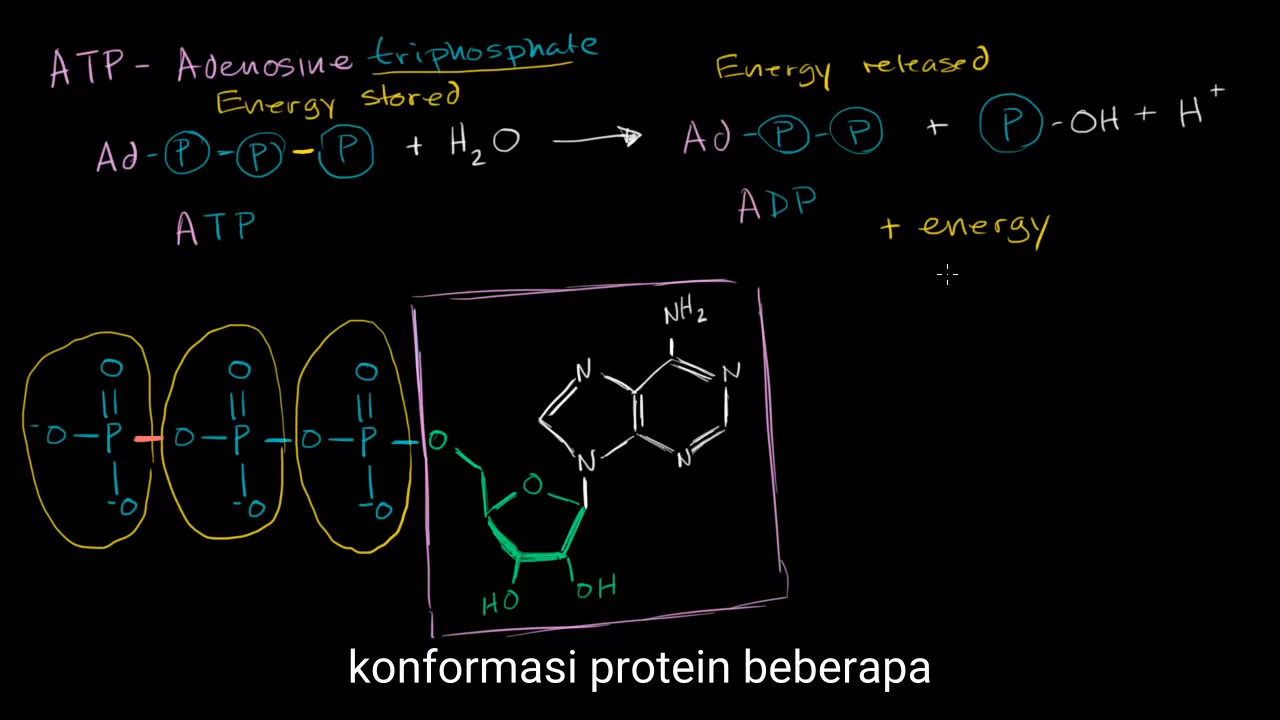 ATP - Adenosine triphosphate
Energy stored
Energy released
Ad - P - P - P + H2O → Ad - P - P + P - OH + H+
ATP
ADP
+ energy
NH2
O O O N N
-O - P - O - P - O - P - O
N N
-O -O -O O
HO OH
konformasi protein beberapa